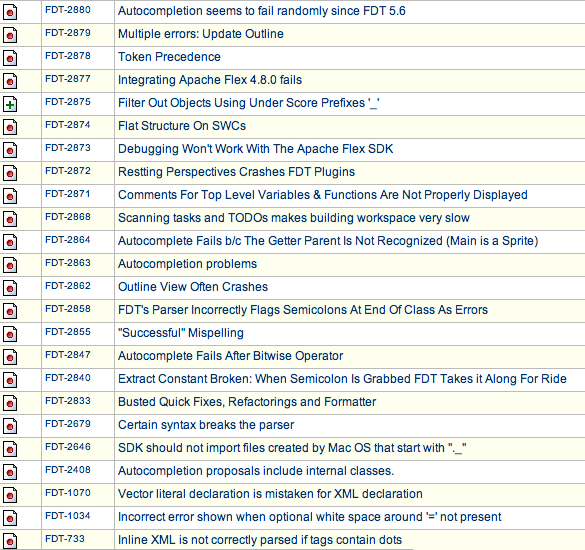 FDT-2880 Autocompletion seems to fail randomly since FDT 5.6
FDT-2879 Multiple errors: Update Outline
FDT-2878 Token Precedence
FDT-2877 Integrating Apache Flex 4.8.0 fails
FDT-2875 Filter Out Objects Using Under Score Prefixes '_'
FDT-2874 Flat Structure On SWCs
FDT-2873 Debugging Won't Work With The Apache Flex SDK
FDT-2872 Restling Perspectives Crashes FDT Plugins
FDT-2871 Comments For Top Level Variables & Functions Are Not Properly Displayed
FDT-2868 Scanning tasks and TODOs makes building workspace very slow
FDT-2864 Autocomplete Fails b/c The Getter Parent Is Not Recognized (Main is a Sprite)
FDT-2863 Autocompletion problems
FDT-2862 Outline View Often Crashes
FDT-2858 FDT's Parser Incorrectly Flags Semicolons At End Of Class As Errors
FDT-2855 "Successful" Mispelling
FDT-2847 Autocomplete Fails After Bitwise Operator
FDT-2840 Extract Constant Broken: When Semicolon Is Grabbed FDT Takes it Along For Ride
FDT-2833 Busted Quick Fixes, Refactorings and Formatter
FDT-2679 Certain syntax breaks the parser
FDT-2646 SDK should not import files created by Mac OS that start with "._"
FDT-2408 Autocompletion proposals include internal classes.
FDT-1070 Vector literal declaration is mistaken for XML declaration
FDT-1034 Incorrect error shown when optional white space around '=' not present
FDT-733 Inline XML is not correctly parsed if tags contain dots